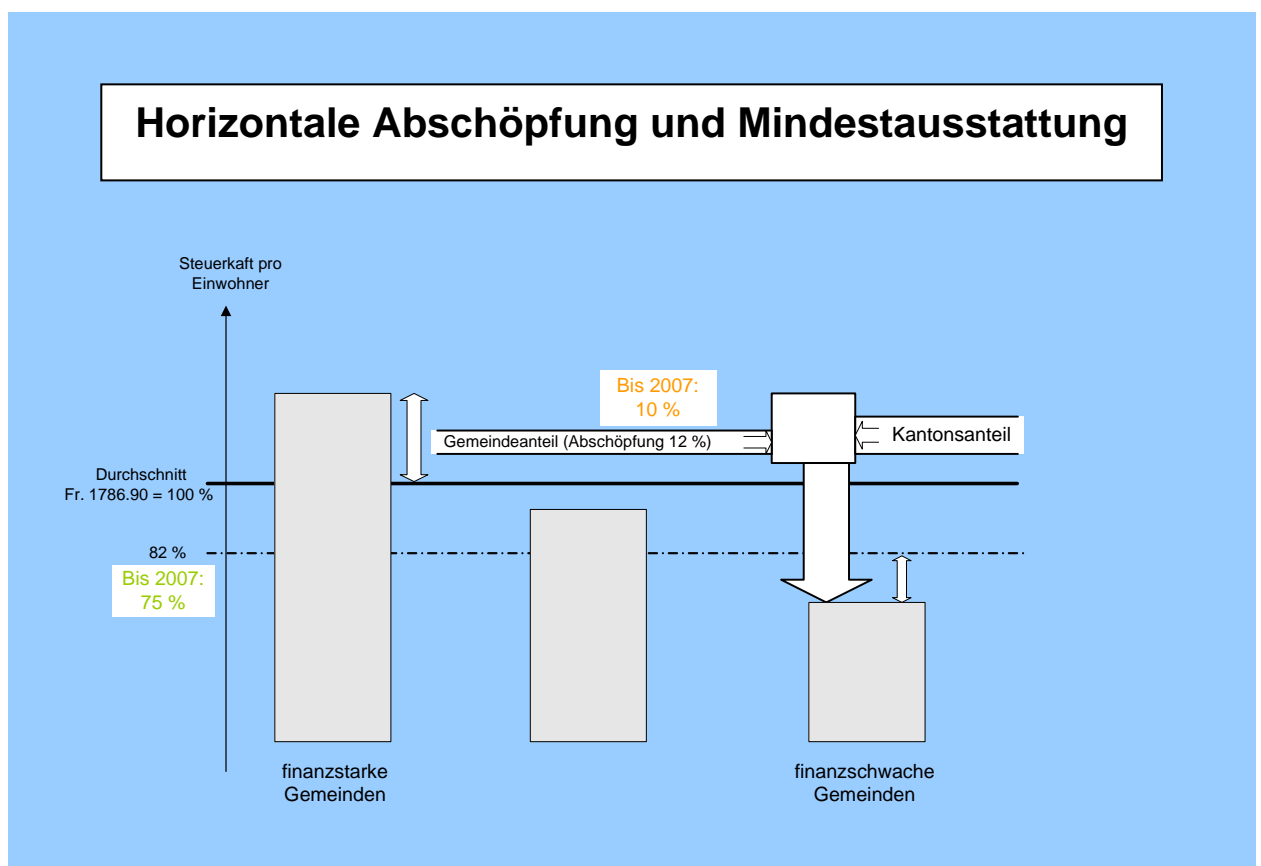 Horizontale Abschöpfung und Mindestausstattung
Steuerkaft pro
Einwohner
Bis 2007:
10 %
Gemeindeanteil (Abschöpfung 12 %)
Kantonsanteil
Durchschnitt
Fr. 1786.90 = 100 %
82 %
Bis 2007:
75 %
finanzstarke
Gemeinden
finanzschwache
Gemeinden